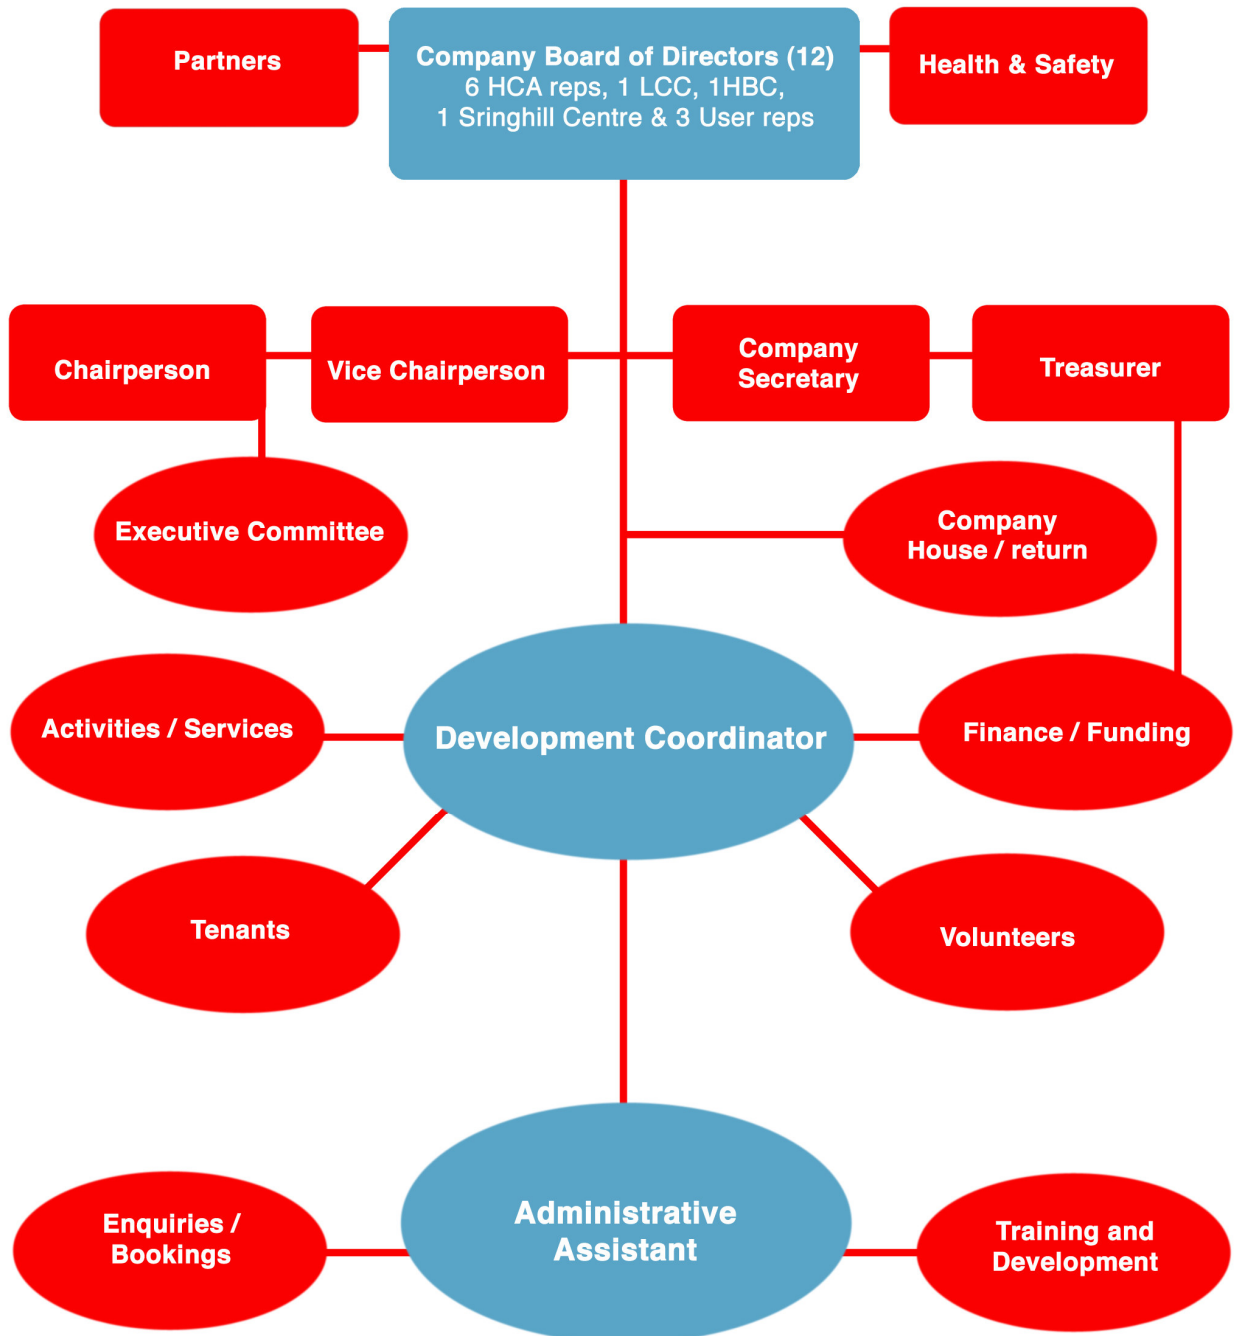 Partners
Company Board of Directors (12)
6 HCA reps, 1 LCC, 1HBC,
1 Sringhill Centre & 3 User reps
Health & Safety
Chairperson
Vice Chairperson
Company
Secretary
Treasurer
Executive Committee
Company
House / return
Activities / Services
Development Coordinator
Finance / Funding
Tenants
Volunteers
Enquiries /
Bookings
Administrative
Assistant
Training and
Development